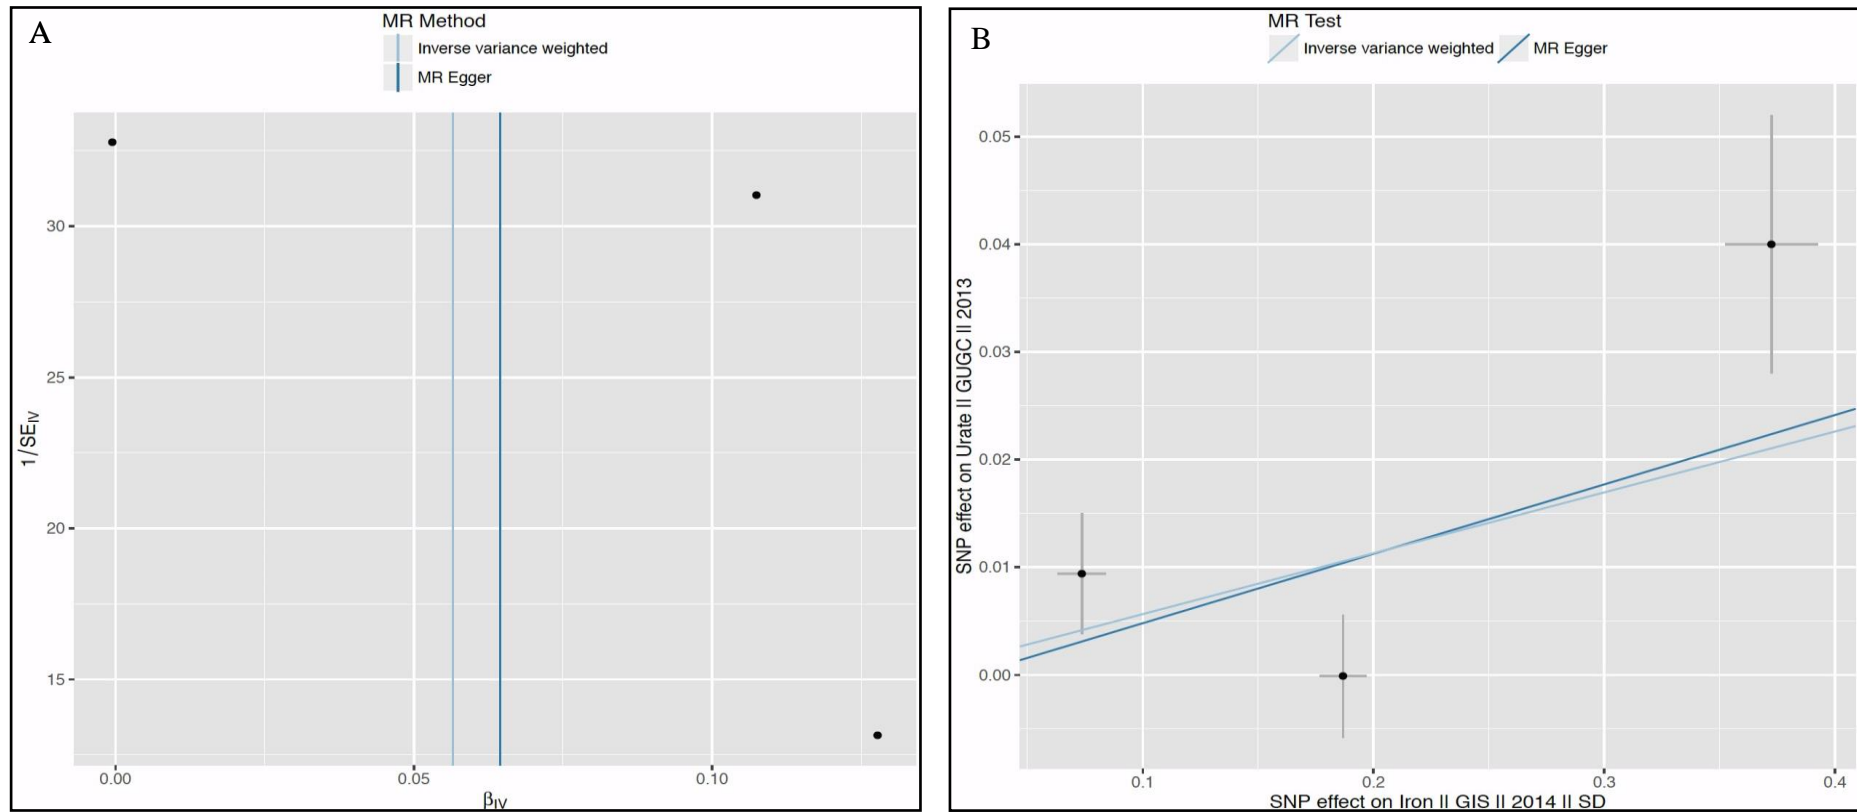 A
MR Method
Inverse variance weighted
MR Egger
30
25
20
15
1/SE_IV
0.00 0.05 0.10
β_IV
B
MR Test
Inverse variance weighted MR Egger
0.05
0.04
0.03
0.02
0.01
0.00
SNP effect on Urate || GUGC || 2013
0.1 0.2 0.3 0.4
SNP effect on Iron || GIS || 2014 || SD